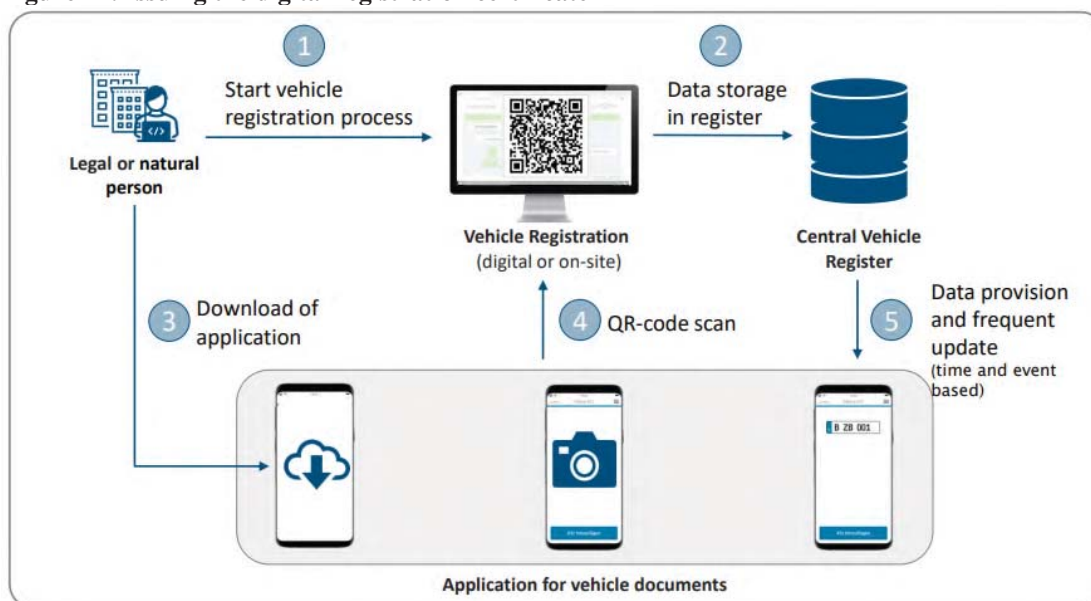 1
2
Start vehicle
registration process
Data storage
in register
Legal or natural
person
Vehicle Registration
(digital or on-site)
Central Vehicle
Register
3
Download of
application
4
QR-code scan
5
Data provision
and frequent
update
(time and event
based)
B ZB 001
Application for vehicle documents